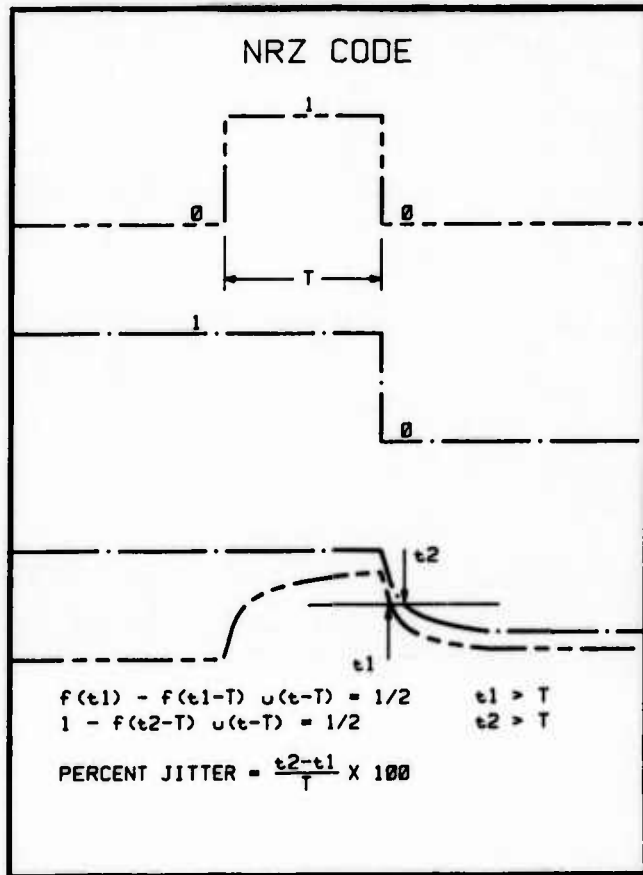 NRZ CODE
1
0 0
T
1
0
t2
t1
f(t1) - f(t1-T) u(t-T) = 1/2 t1 > T
1 - f(t2-T) u(t-T) = 1/2 t2 > T
PERCENT JITTER = t2-t1/T X 100